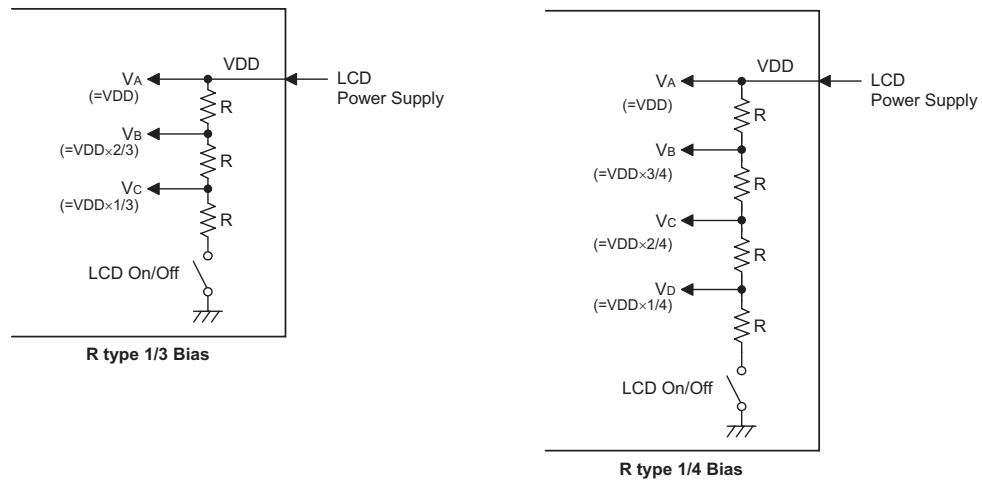 VDD
LCD
Power Supply
VA
(=VDD)
R
VB
(=VDD×2/3)
R
VC
(=VDD×1/3)
R
LCD On/Off
R type 1/3 Bias
VDD
LCD
Power Supply
VA
(=VDD)
R
VB
(=VDD×3/4)
R
VC
(=VDD×2/4)
R
VD
(=VDD×1/4)
R
LCD On/Off
R type 1/4 Bias